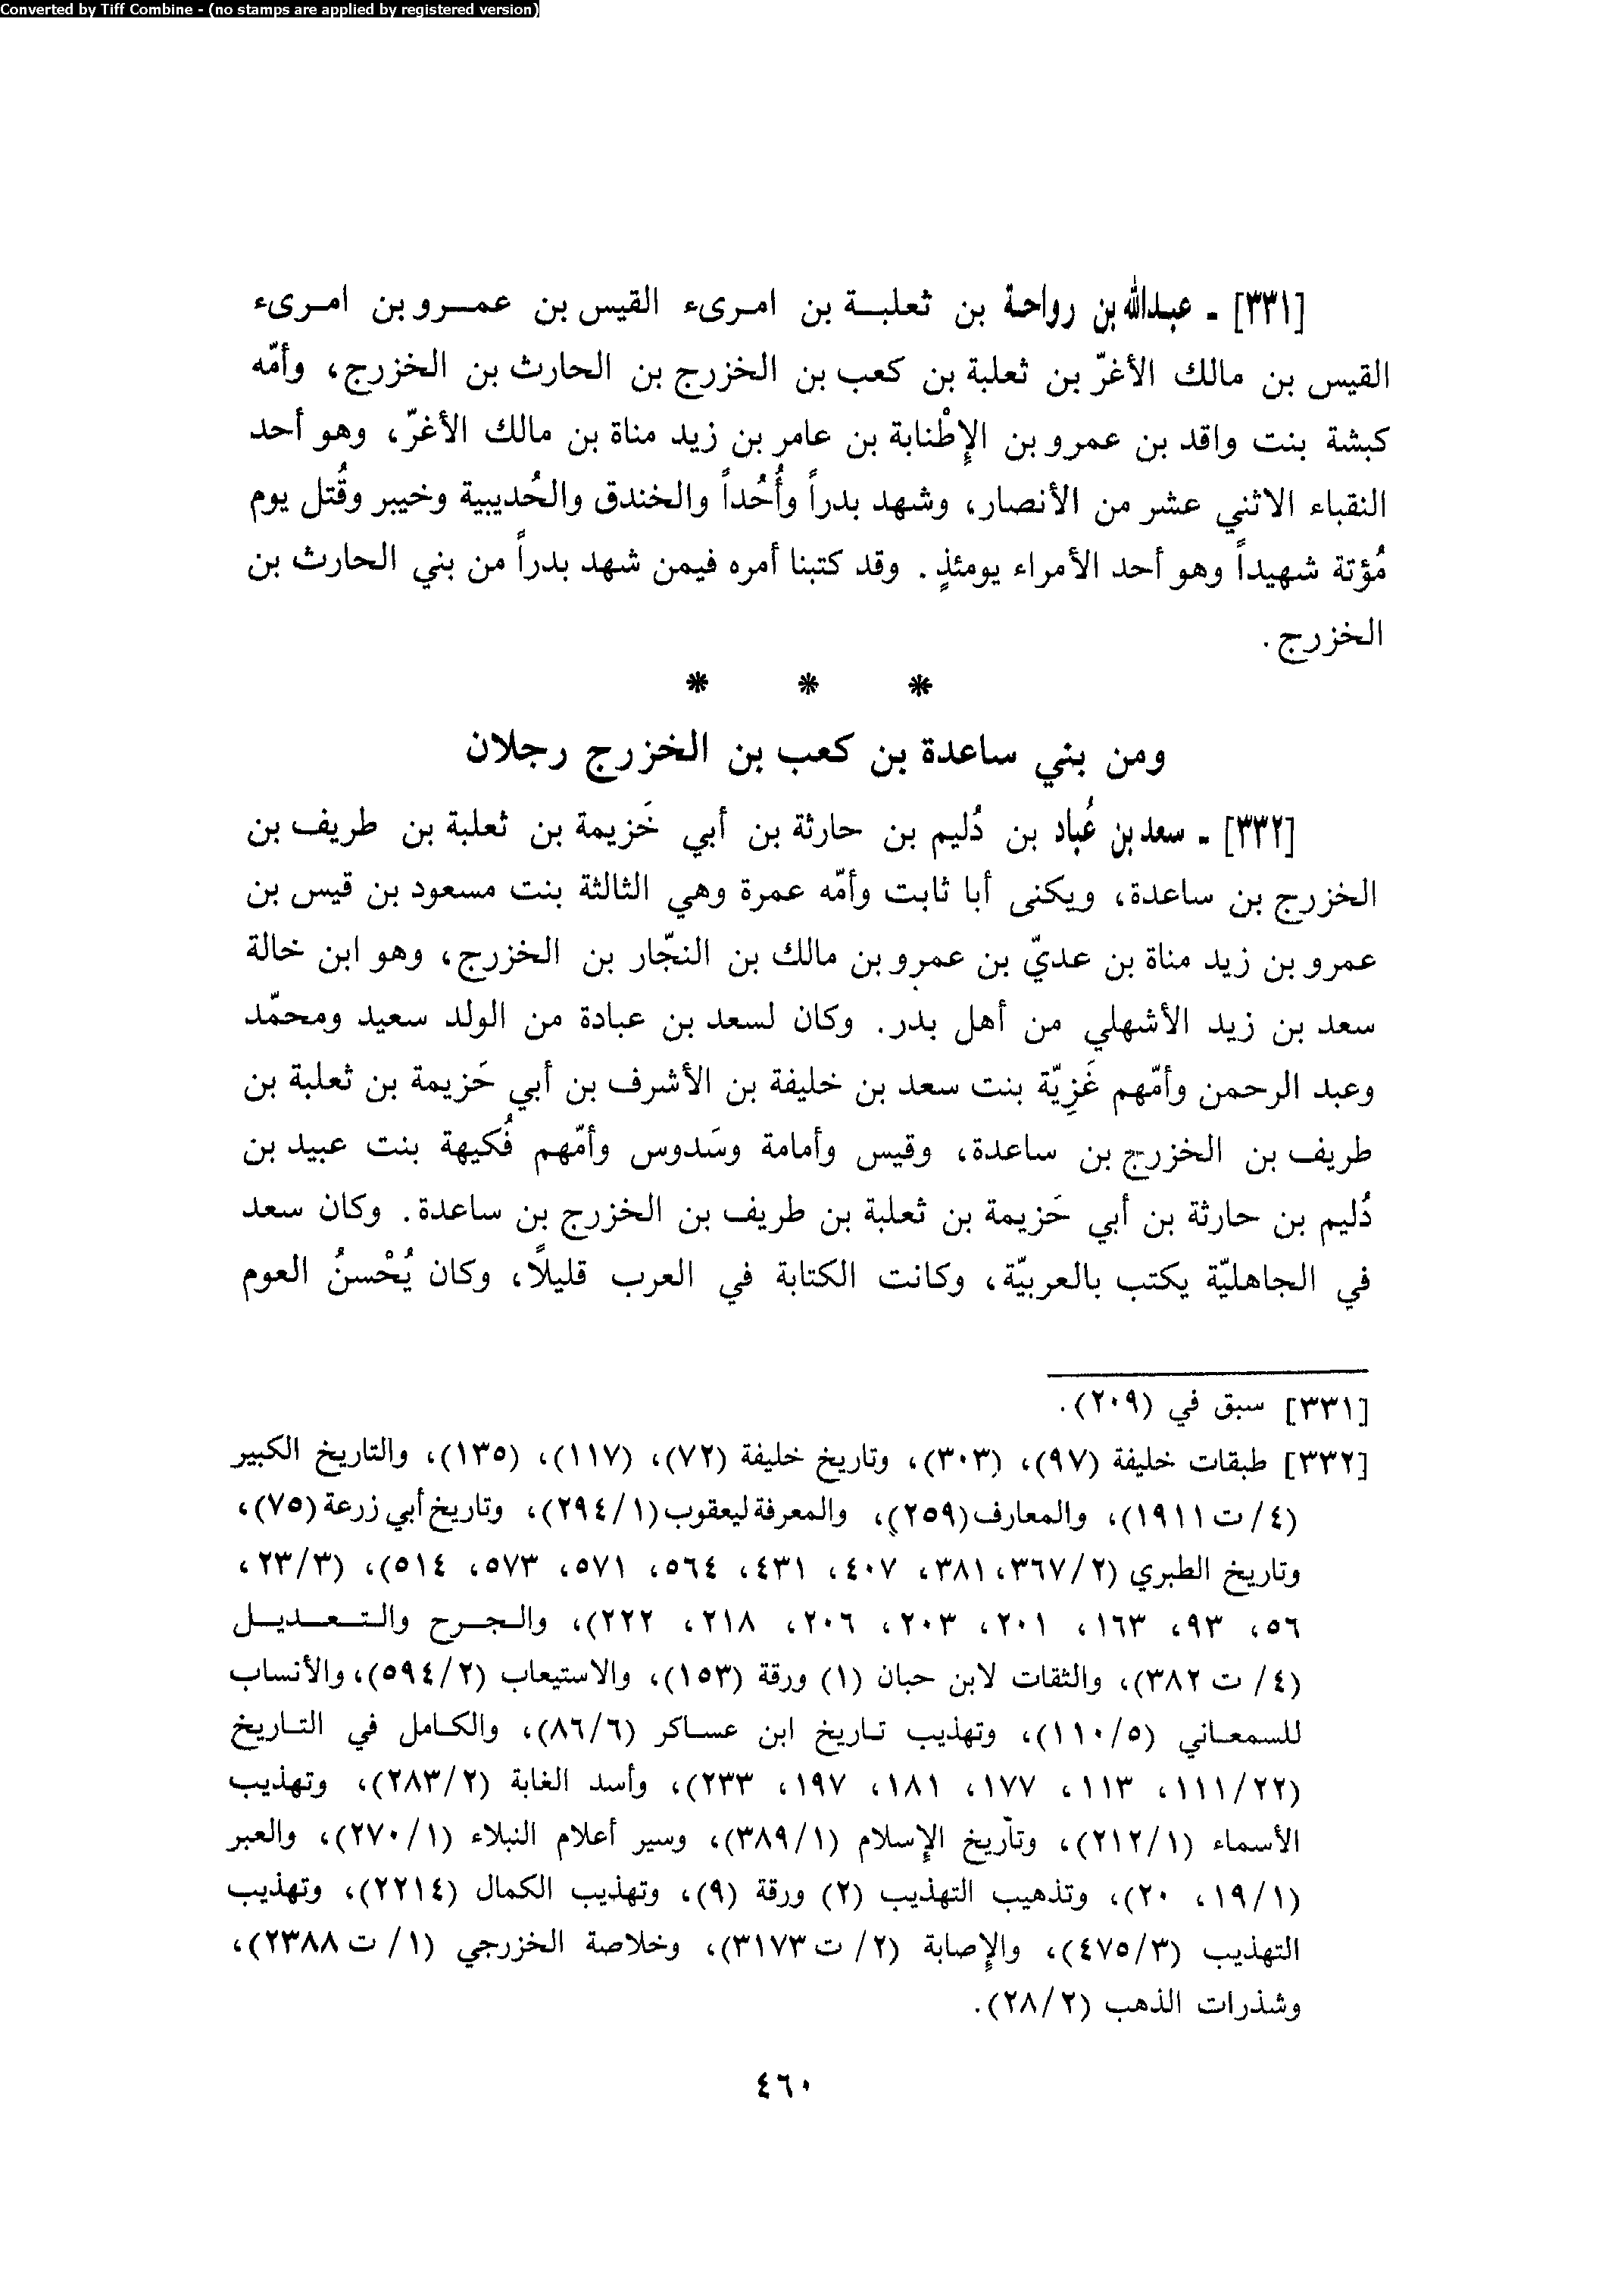 Converted by Tiff Combine - (no stamps are applied by registered version)
[٣٣١] - عبدالله بن رواحة بن ثعلبة بن امرىء القيس بن عمرو بن امرىء
القيس بن مالك الأغرّ بن ثعلبة بن كعب بن الخزرج بن الحارث بن الخزرج، وأمّه
كبشة بنت واقد بن عمرو بن الإطْنابة بن عامر بن زيد مناة بن مالك الأغرّ، وهو أحد
النقباء الاثني عشر من الأنصار، وشهد بدراً وأُحُداً والخندق والحُديبية وخيبر وقُتل يوم
مُؤتة شهيداً وهو أحد الأمراء يومئذٍ. وقد كتبنا أمره فيمن شهد بدراً من بني الحارث بن
الخزرج.
* * *
ومن بني ساعدة بن كعب بن الخزرج رجلان
[٣٣٢] - سعد بن عُباد بن دُليم بن حارثة بن أبي خَزيمة بن ثعلبة بن طريف بن
الخزرج بن ساعدة، ويكنى أبا ثابت وأمّه عمرة وهي الثالثة بنت مسعود بن قيس بن
عمرو بن زيد مناة بن عديّ بن عمرو بن مالك بن النجّار بن الخزرج، وهو ابن خالة
سعد بن زيد الأشهلي من أهل بدر. وكان لسعد بن عبادة من الولد سعيد ومحمّد
وعبد الرحمن وأمّهم غَزِيّة بنت سعد بن خليفة بن الأشرف بن أبي حَزيمة بن ثعلبة بن
طريف بن الخزرج بن ساعدة، وقيس وأمامة وسَدوس وأمّهم فُكيهة بنت عبيد بن
دُليم بن حارثة بن أبي حَزيمة بن ثعلبة بن طريف بن الخزرج بن ساعدة. وكان سعد
في الجاهليّة يكتب بالعربيّة، وكانت الكتابة في العرب قليلاً، وكان يُحْسنُ العوم
[٣٣١] سبق في (٢٠٩).
[٣٣٢] طبقات خليفة (٩٧)، (٣٠٣)، وتاريخ خليفة (٧٢)، (١١٧)، (١٣٥)، والتاريخ الكبير
(٤/ ت ١٩١١)، والمعارف (٢٥٩)، والمعرفة ليعقوب (١/ ٢٩٤)، وتاريخ أبي زرعة (٧٥)،
وتاريخ الطبري (٢/ ٣٦٧، ٣٨١، ٤٠٧، ٤٣١، ٥٦٤، ٥٧١، ٥٧٣، ٥١٤)، (٢٣/٣،
٥٦، ٩٣، ١٦٣، ٢٠١، ٢٠٣، ٢٠٦، ٢١٨، ٢٢٢)، والجرح والتعديل
(٤/ ت ٣٨٢)، والثقات لابن حبان (١) ورقة (١٥٣)، والاستيعاب (٥٩٤/٢)، والأنساب
للسمعاني (١١٠/٥)، وتهذيب تاريخ ابن عساكر (٨٦/٦)، والكامل في التاريخ
(١١١/٢٢، ١١٣، ١٧٧، ١٨١، ١٩٧، ٢٣٣)، وأسد الغابة (٢٨٣/٢)، وتهذيب
الأسماء (٢١٢/١)، وتاريخ الإسلام (٣٨٩/١)، وسير أعلام النبلاء (٢٧٠/١)، والعبر
(١٩/١، ٢٠)، وتذهيب التهذيب (٢) ورقة (٩)، وتهذيب الكمال (٢٢١٤)، وتهذيب
التهذيب (٤٧٥/٣)، والإصابة (٢/ ت ٣١٧٣)، وخلاصة الخزرجي (١/ ت ٢٣٨٨)،
وشذرات الذهب (٢٨/٢).
٤٦٠